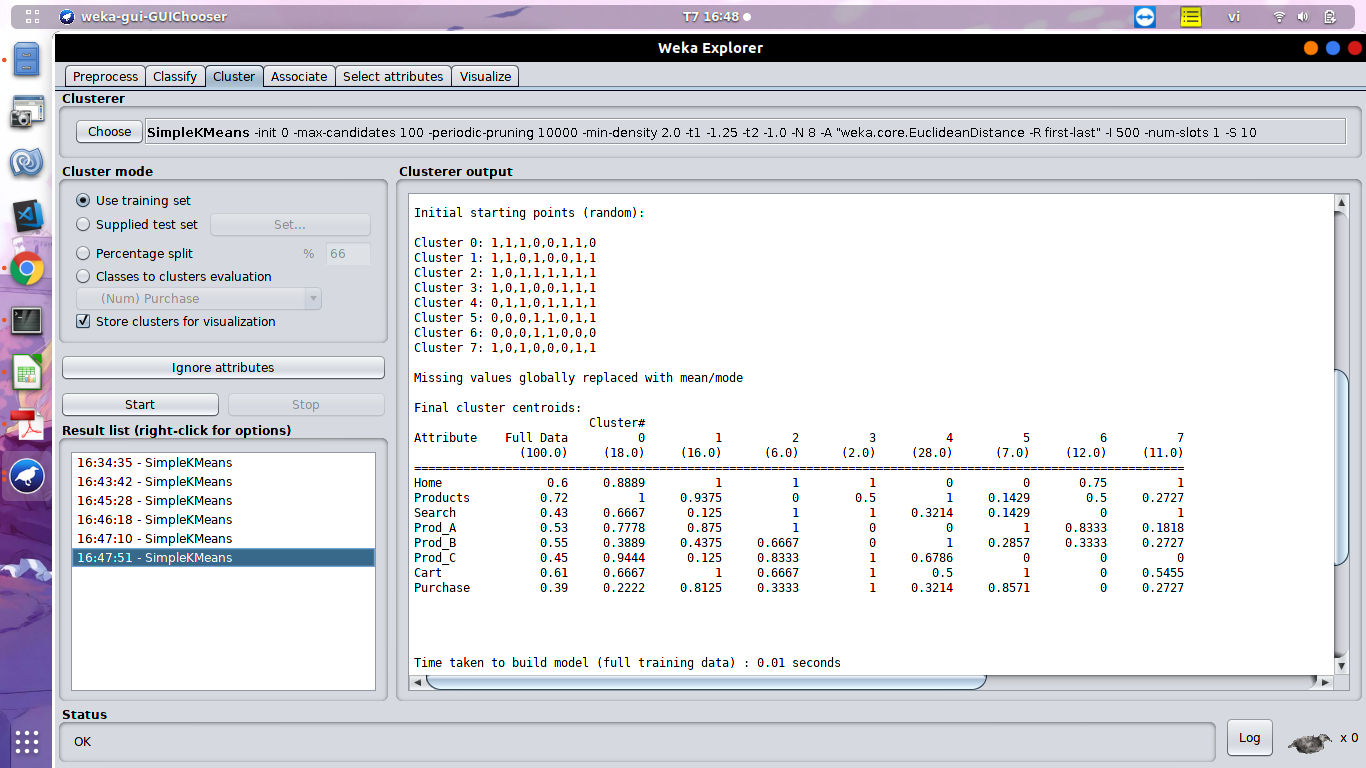 weka-gui-GUIChooser T7 16:48 vi
Weka Explorer
Preprocess Classify Cluster Associate Select attributes Visualize
Clusterer
Choose SimpleKMeans -init 0 -max-candidates 100 -periodic-pruning 10000 -min-density 2.0 -t1 -1.25 -t2 -1.0 -N 8 -A "weka.core.EuclideanDistance -R first-last" -I 500 -num-slots 1 -S 10
Cluster mode
Use training set
Supplied test set Set...
Percentage split % 66
Classes to clusters evaluation
(Num) Purchase
Store clusters for visualization
Ignore attributes
Start Stop
Result list (right-click for options)
16:34:35 - SimpleKMeans
16:43:42 - SimpleKMeans
16:45:28 - SimpleKMeans
16:46:18 - SimpleKMeans
16:47:10 - SimpleKMeans
16:47:51 - SimpleKMeans
Clusterer output
Initial starting points (random):
Cluster 0: 1,1,1,0,0,1,1,0
Cluster 1: 1,1,0,1,0,0,1,1
Cluster 2: 1,0,1,1,1,1,1,1
Cluster 3: 1,0,1,0,0,1,1,1
Cluster 4: 0,1,1,0,1,1,1,1
Cluster 5: 0,0,0,1,1,0,1,1
Cluster 6: 0,0,0,1,1,0,0,0
Cluster 7: 1,0,1,0,0,0,1,1
Missing values globally replaced with mean/mode
Final cluster centroids:
Cluster#
Attribute Full Data 0 1 2 3 4 5 6 7
(100.0) (18.0) (16.0) (6.0) (2.0) (28.0) (7.0) (12.0) (11.0)
Home 0.6 0.8889 1 1 1 0 0 0.75 1
Products 0.72 1 0.9375 0 0.5 1 0.1429 0.5 0.2727
Search 0.43 0.6667 0.125 1 1 0.3214 0.1429 0 1
Prod_A 0.53 0.7778 0.875 1 0 0 1 0.8333 0.1818
Prod_B 0.55 0.3889 0.4375 0.6667 0 1 0.2857 0.3333 0.2727
Prod_C 0.45 0.9444 0.125 0.8333 1 0.6786 0 0 0
Cart 0.61 0.6667 1 0.6667 1 0.5 1 0 0.5455
Purchase 0.39 0.2222 0.8125 0.3333 1 0.3214 0.8571 0 0.2727
Time taken to build model (full training data) : 0.01 seconds
Status
OK
Log x 0